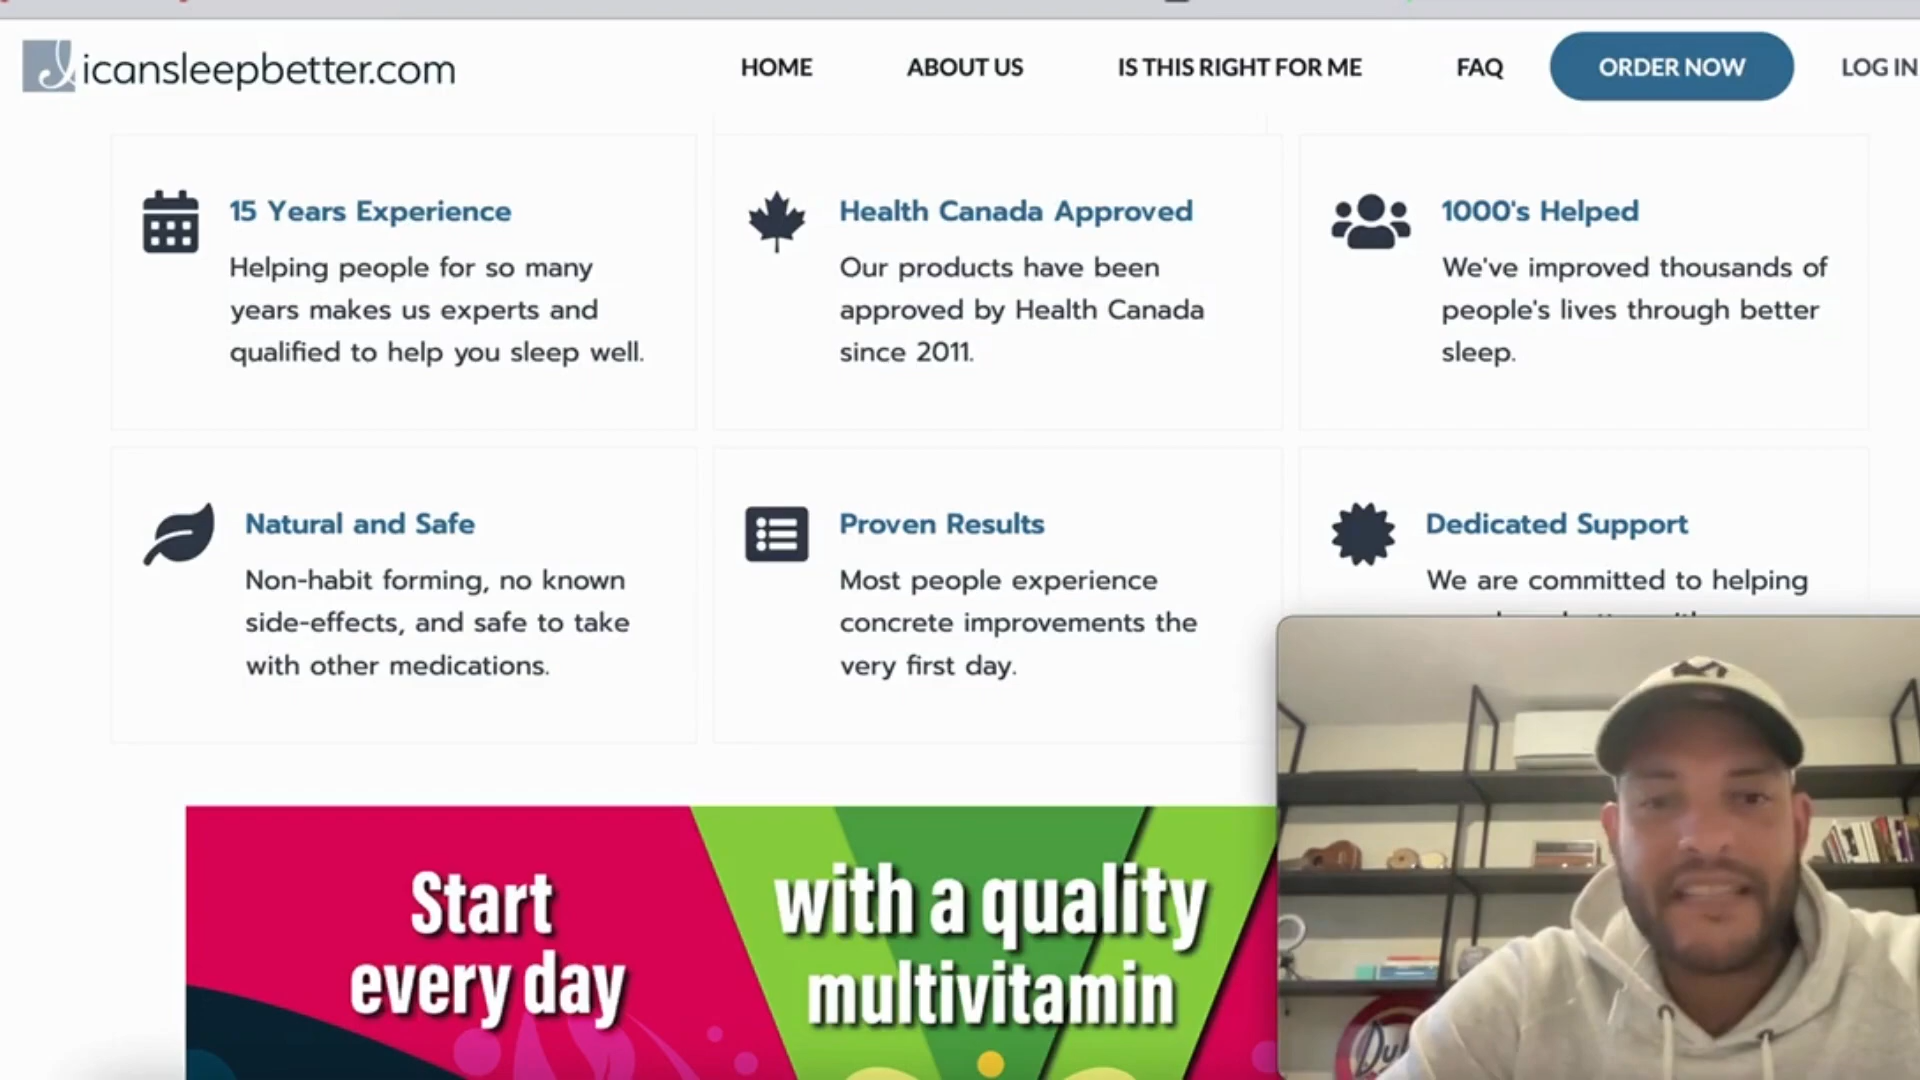 icansleepbetter.com
HOME ABOUT US IS THIS RIGHT FOR ME FAQ ORDER NOW LOG IN
15 Years Experience
Helping people for so many
years makes us experts and
qualified to help you sleep well.
Health Canada Approved
Our products have been
approved by Health Canada
since 2011.
1000's Helped
We've improved thousands of
people's lives through better
sleep.
Natural and Safe
Non-habit forming, no known
side-effects, and safe to take
with other medications.
Proven Results
Most people experience
concrete improvements the
very first day.
Dedicated Support
We are committed to helping
Start
every day
with a quality
multivitamin